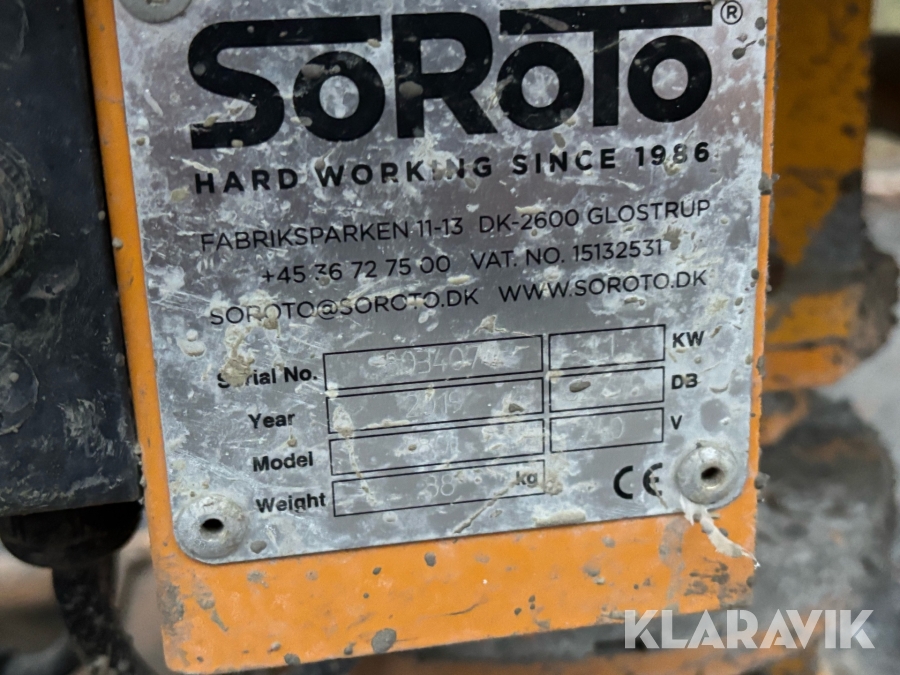 SOROTO®
HARD WORKING SINCE 1986
FABRIKSPARKEN 11-13 DK-2600 GLOSTRUP
+45 36 72 75 00 VAT. NO. 15132531
SOROTO@SOROTO.DK WWW.SOROTO.DK
Serial No. KW
Year 2019 DB
Model V
Weight kg CE
KLARAVIK